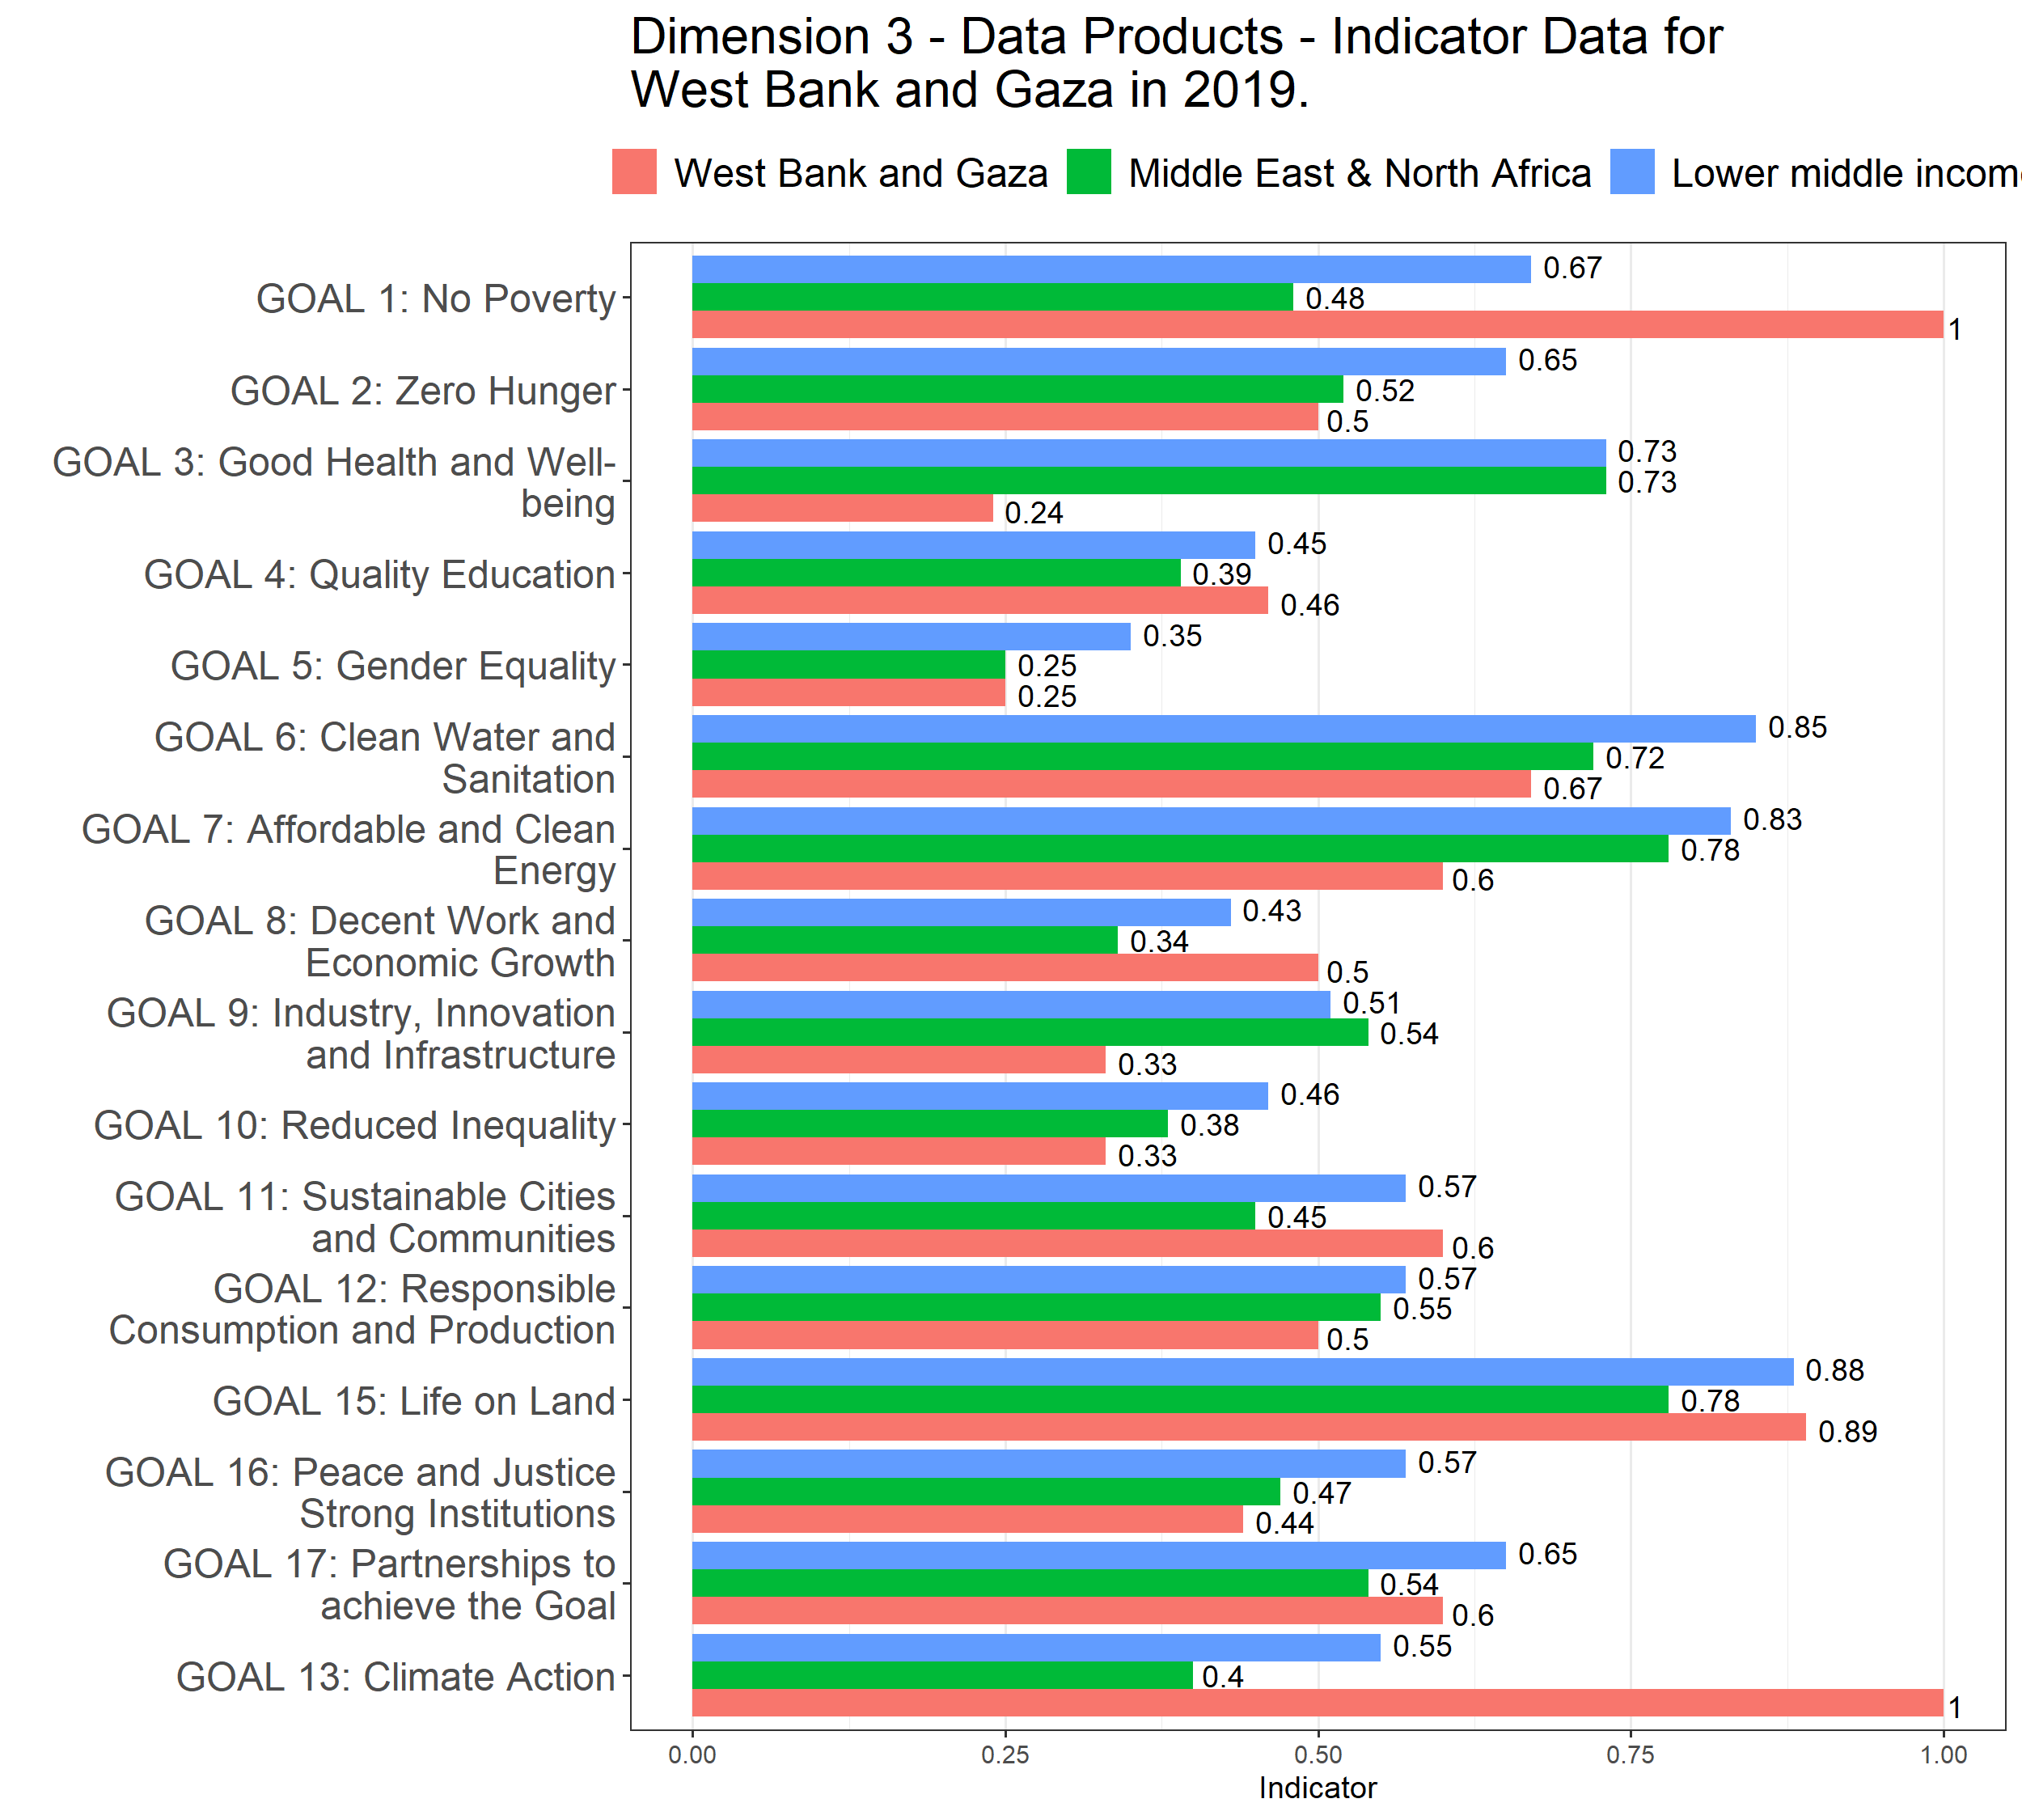 Dimension 3 - Data Products - Indicator Data for
West Bank and Gaza in 2019.
West Bank and Gaza
Middle East & North Africa
Lower middle incom
GOAL 1: No Poverty
0.67
0.48
1
GOAL 2: Zero Hunger
0.65
0.52
0.5
GOAL 3: Good Health and Well-
being
0.73
0.73
0.24
GOAL 4: Quality Education
0.45
0.39
0.46
GOAL 5: Gender Equality
0.35
0.25
0.25
GOAL 6: Clean Water and
Sanitation
0.85
0.72
0.67
GOAL 7: Affordable and Clean
Energy
0.83
0.78
0.6
GOAL 8: Decent Work and
Economic Growth
0.43
0.34
0.5
GOAL 9: Industry, Innovation
and Infrastructure
0.51
0.54
0.33
GOAL 10: Reduced Inequality
0.46
0.38
0.33
GOAL 11: Sustainable Cities
and Communities
0.57
0.45
0.6
GOAL 12: Responsible
Consumption and Production
0.57
0.55
0.5
GOAL 15: Life on Land
0.88
0.78
0.89
GOAL 16: Peace and Justice
Strong Institutions
0.57
0.47
0.44
GOAL 17: Partnerships to
achieve the Goal
0.65
0.54
0.6
GOAL 13: Climate Action
0.55
0.4
1
0.00 0.25 0.50 0.75 1.00
Indicator